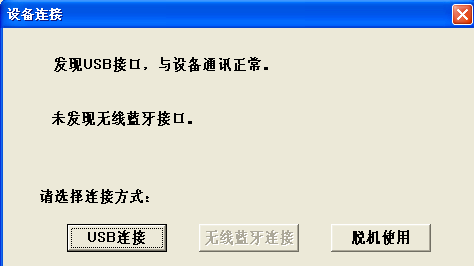 设备连接
发现USB接口，与设备通讯正常。
未发现无线蓝牙接口。
请选择连接方式：
USB连接 无线蓝牙连接 脱机使用